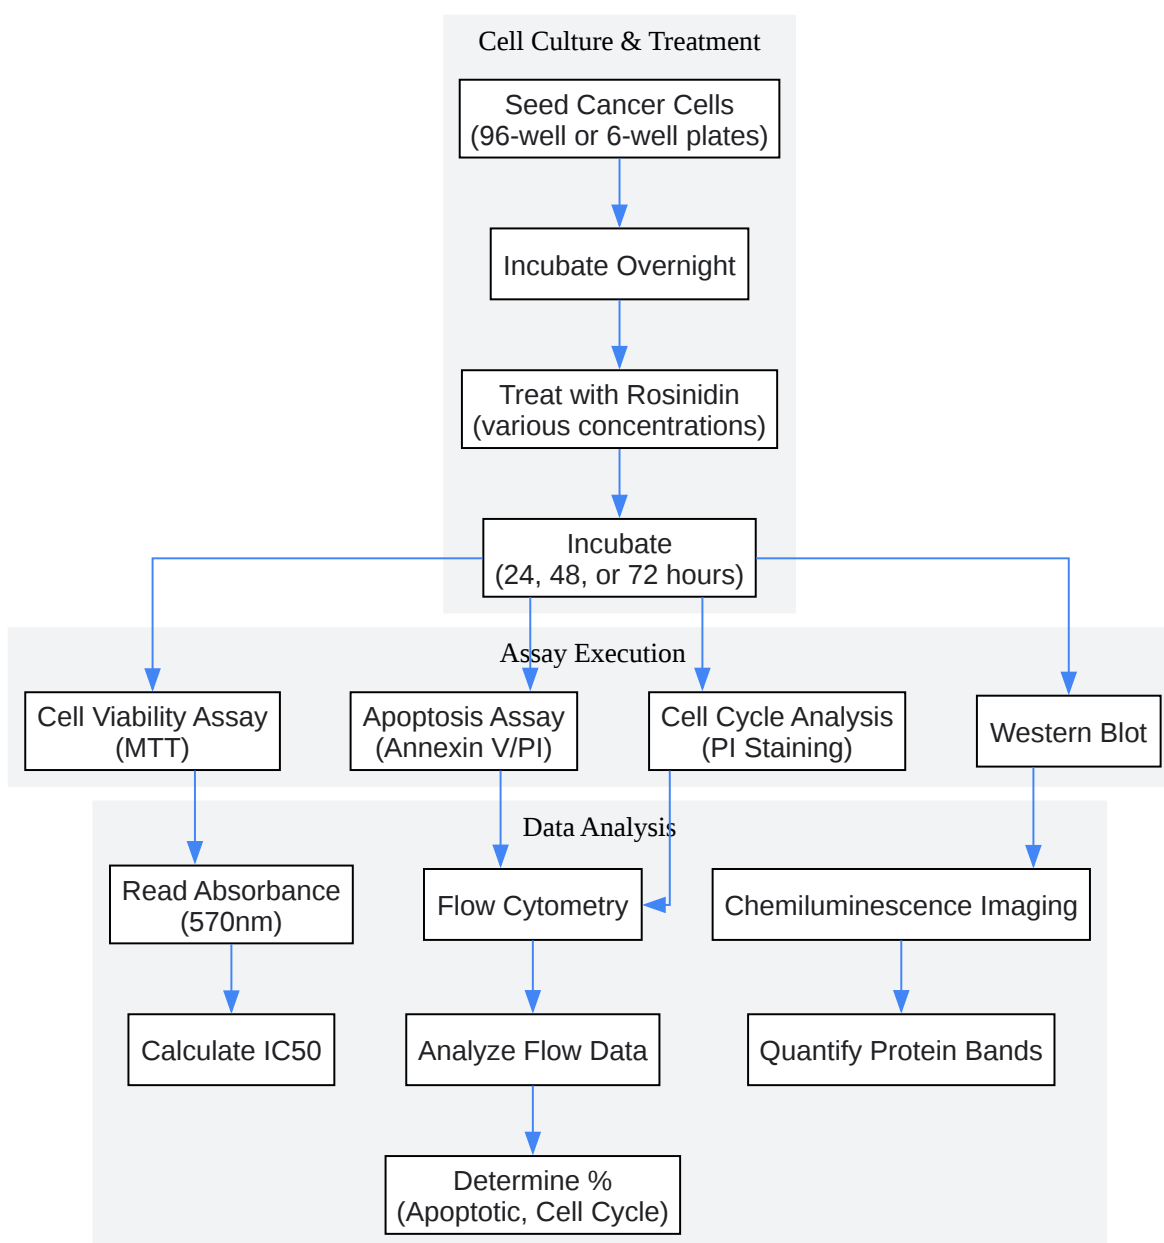 Cell Culture & Treatment
Seed Cancer Cells
(96-well or 6-well plates)
Incubate Overnight
Treat with Rosinidin
(various concentrations)
Incubate
(24, 48, or 72 hours)
Assay Execution
Cell Viability Assay
(MTT)
Apoptosis Assay
(Annexin V/PI)
Cell Cycle Analysis
(PI Staining)
Western Blot
Data Analysis
Read Absorbance
(570nm)
Flow Cytometry
Chemiluminescence Imaging
Calculate IC50
Analyze Flow Data
Quantify Protein Bands
Determine %
(Apoptotic, Cell Cycle)